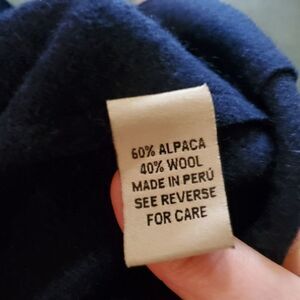 60% ALPACA
40% WOOL
MADE IN PERÚ
SEE REVERSE
FOR CARE